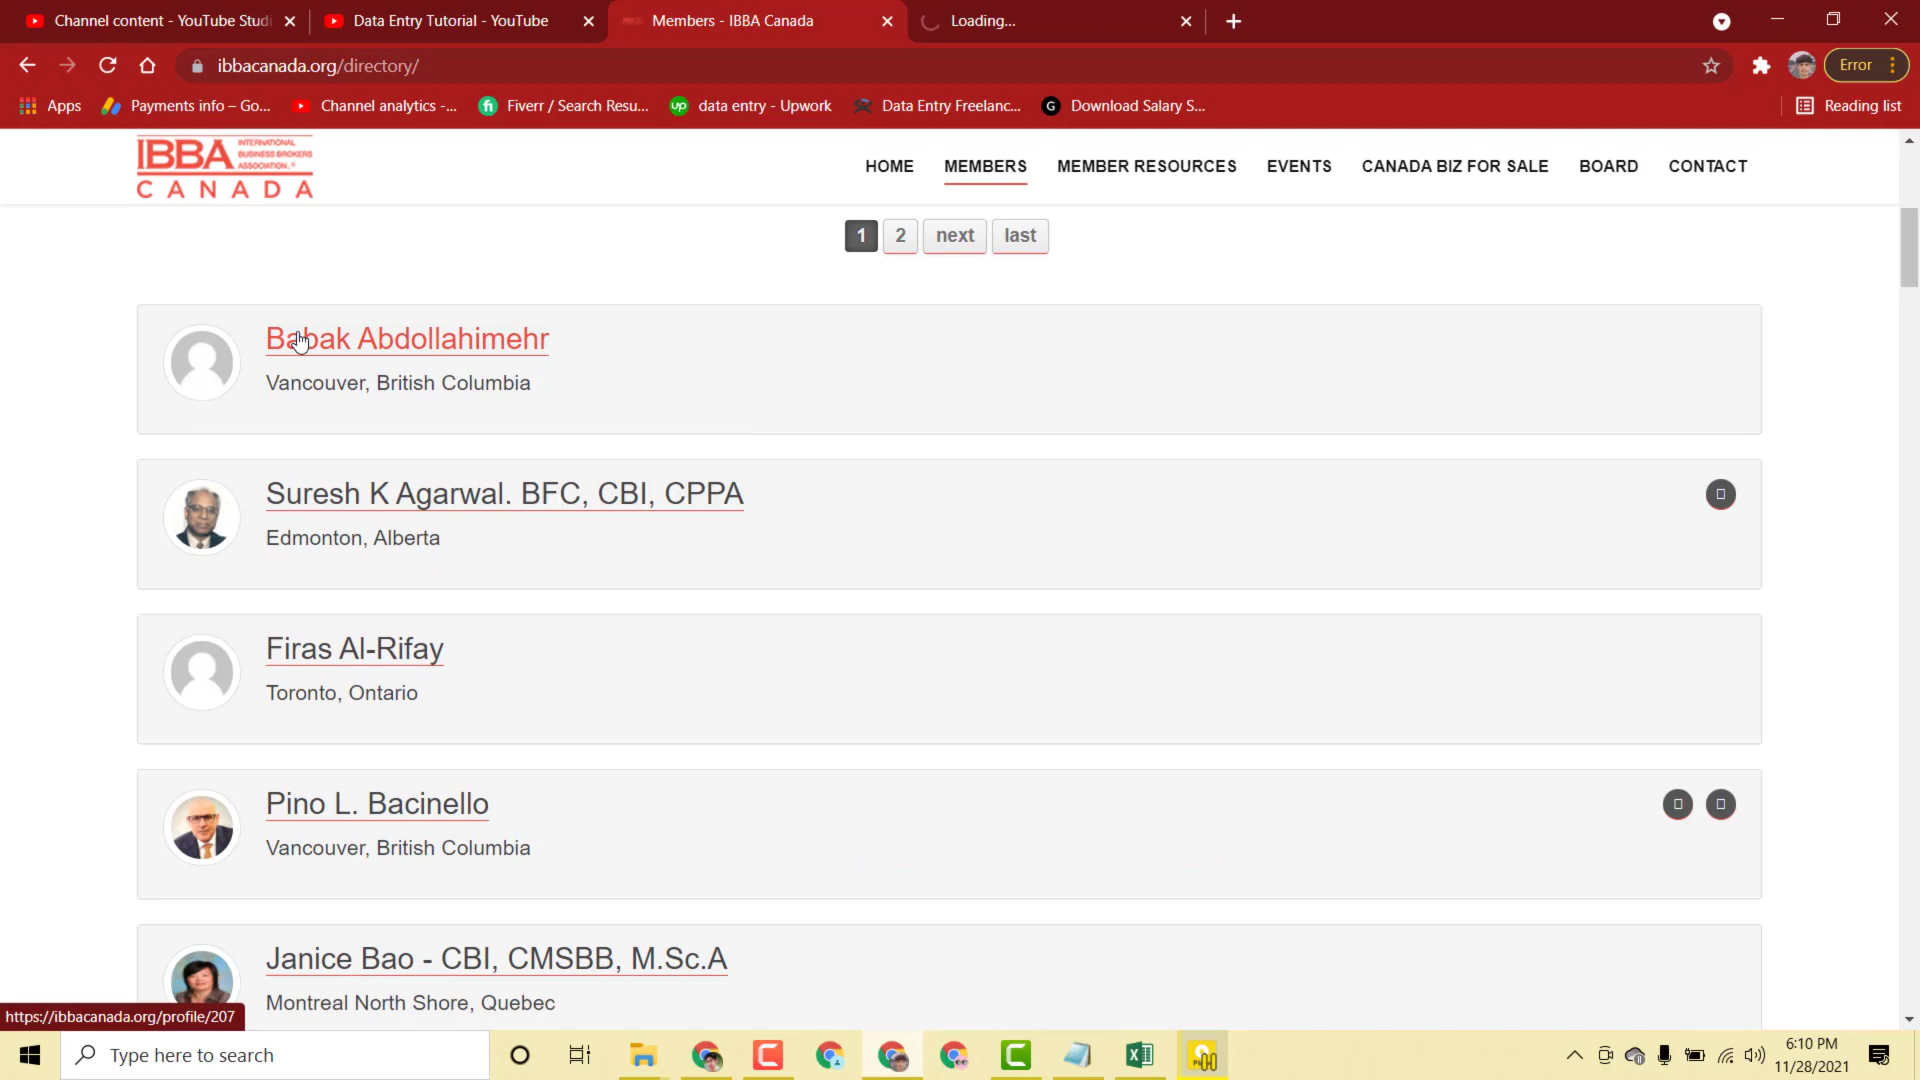 Channel content - YouTube Studi
Data Entry Tutorial - YouTube
Members - IBBA Canada
Loading...
ibbacanada.org/directory/
Error
Apps
Payments info – Go...
Channel analytics -...
Fiverr / Search Resu...
data entry - Upwork
Data Entry Freelanc...
Download Salary S...
Reading list
IBBA INTERNATIONAL BUSINESS BROKERS ASSOCIATION.®
CANADA
HOME
MEMBERS
MEMBER RESOURCES
EVENTS
CANADA BIZ FOR SALE
BOARD
CONTACT
1 2 next last
Babak Abdollahimehr
Vancouver, British Columbia
Suresh K Agarwal. BFC, CBI, CPPA
Edmonton, Alberta
Firas Al-Rifay
Toronto, Ontario
Pino L. Bacinello
Vancouver, British Columbia
Janice Bao - CBI, CMSBB, M.Sc.A
Montreal North Shore, Quebec
https://ibbacanada.org/profile/207
Type here to search
6:10 PM
11/28/2021